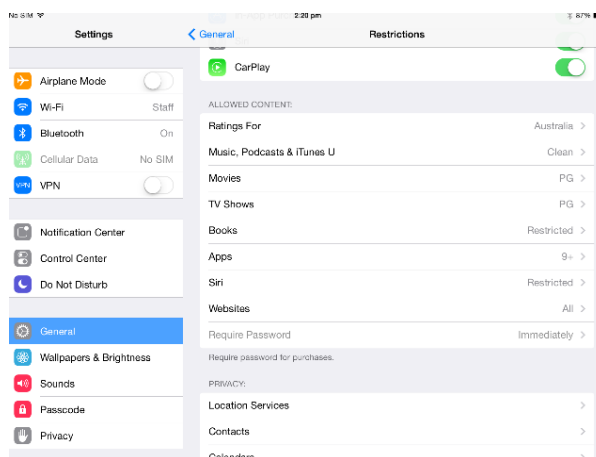 No SIM 2:20 pm 87%
Settings
General Restrictions
Airplane Mode
Wi-Fi Staff
Bluetooth On
Cellular Data No SIM
VPN VPN
Notification Center
Control Center
Do Not Disturb
General
Wallpapers & Brightness
Sounds
Passcode
Privacy
CarPlay
ALLOWED CONTENT:
Ratings For Australia
Music, Podcasts & iTunes U Clean
Movies PG
TV Shows PG
Books Restricted
Apps 9+
Siri Restricted
Websites All
Require Password Immediately
Require password for purchases.
PRIVACY:
Location Services
Contacts
Calendars